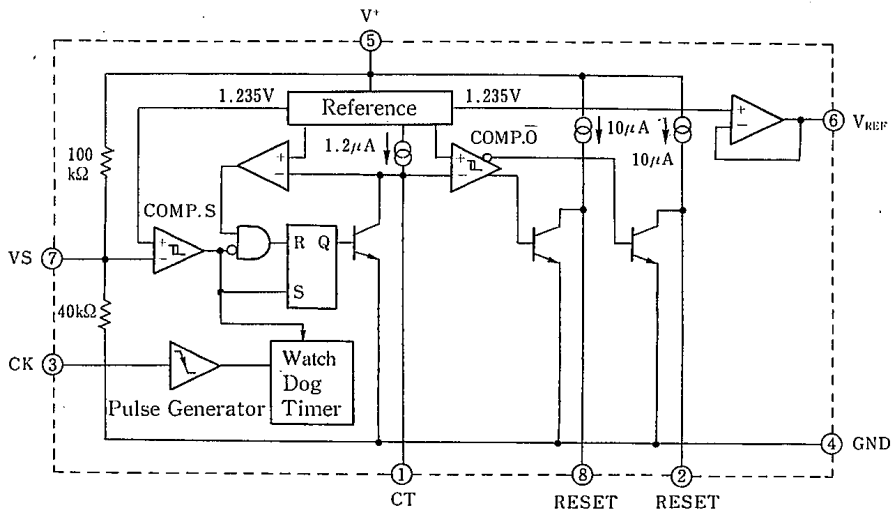 V⁺
⑤
1.235V
Reference
1.235V
+
−
⑥ V_REF
100
kΩ
1.2μA
COMP.O̅
10μA
10μA
+
−
+
−
COMP.S
VS ⑦
+
−
R Q
S
40kΩ
CK ③
Pulse Generator
Watch
Dog
Timer
④ GND
① ⑧ ②
CT RESET RESET